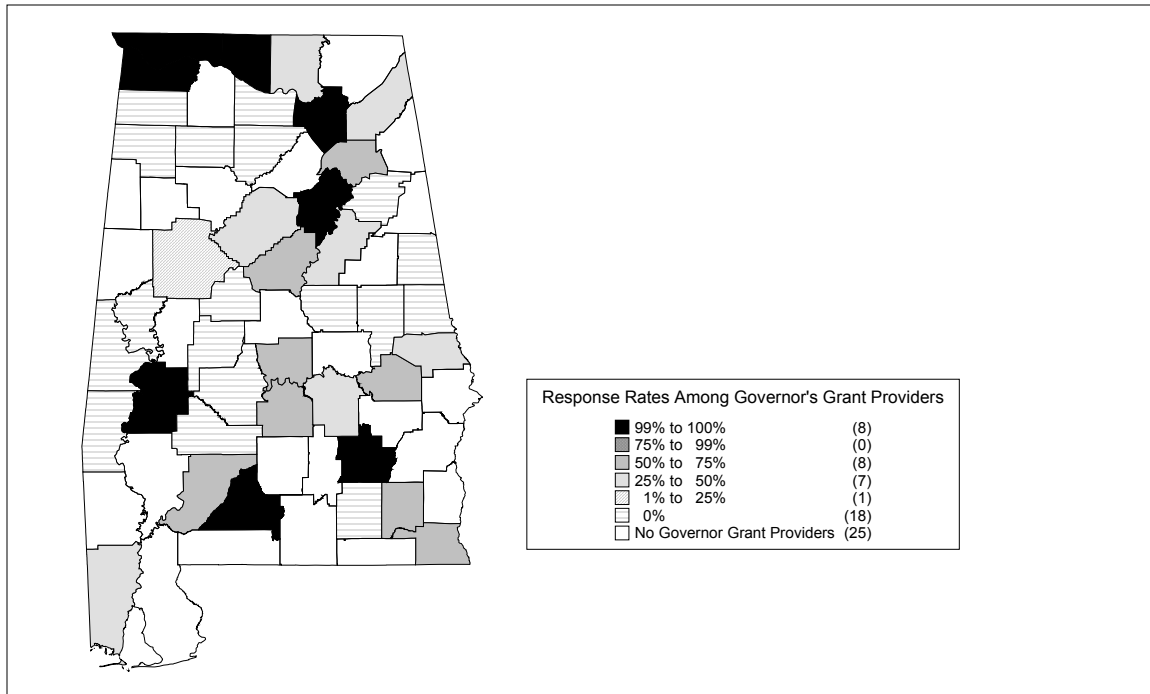 Response Rates Among Governor's Grant Providers
99% to 100% (8)
75% to 99% (0)
50% to 75% (8)
25% to 50% (7)
1% to 25% (1)
0% (18)
No Governor Grant Providers (25)